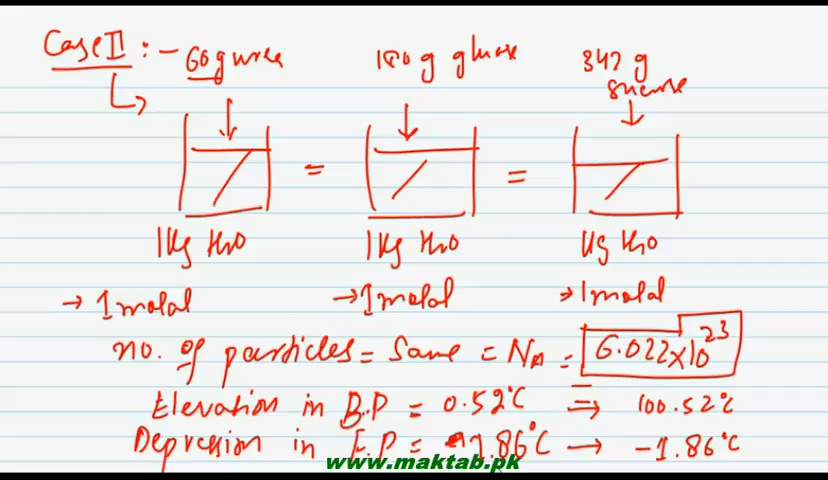 Case II :- 60 g urea 180 g glucose 342 g
sucrose
= =
1Kg H2O 1Kg H2O 1Kg H2O
→ 1 molal → 1 molal → 1 molal
no. of particles = Same = NA = 6.022×10^23
Elevation in B.P = 0.52°C ⇒ 100.52°C
Depression in F.P = 1.86°C → -1.86°C
www.maktab.pk